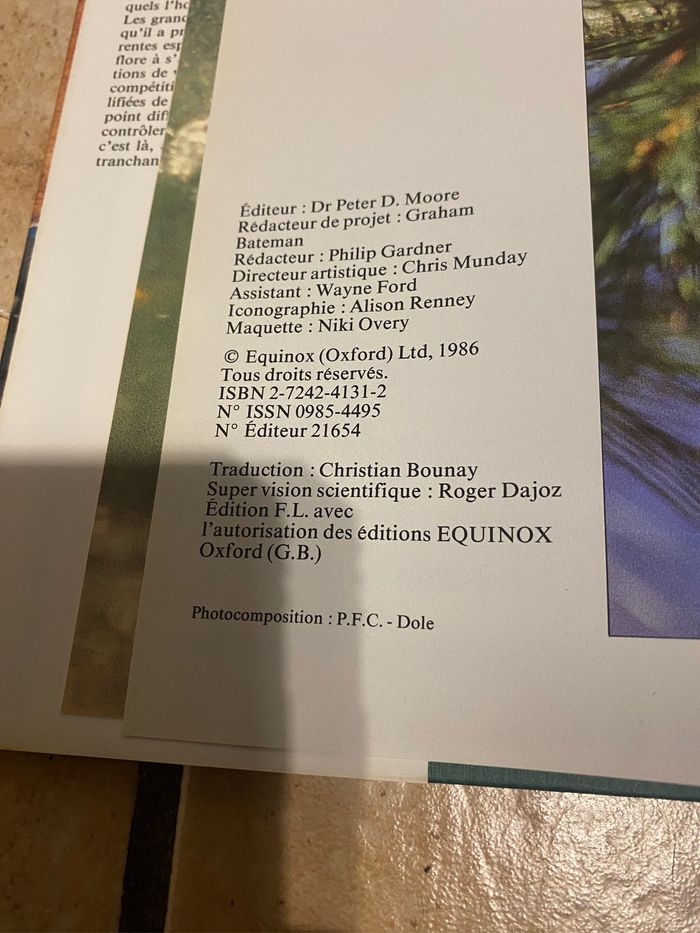 quels l'h
Les gran
qu'il a
rentes
flore à s'
tions de
compétiti
lifiées de
point
contrôler
c'est là,
tranchan
Éditeur : Dr Peter D. Moore
Rédacteur de projet : Graham
Bateman
Rédacteur : Philip Gardner
Directeur artistique : Chris Munday
Assistant : Wayne Ford
Iconographie : Alison Renney
Maquette : Niki Overy
© Equinox (Oxford) Ltd, 1986
Tous droits réservés.
ISBN 2-7242-4131-2
N° ISSN 0985-4495
N° Éditeur 21654
Traduction : Christian Bounay
Super vision scientifique : Roger Dajoz
Édition F.L. avec
l'autorisation des éditions EQUINOX
Oxford (G.B.)
Photocomposition : P.F.C. - Dole